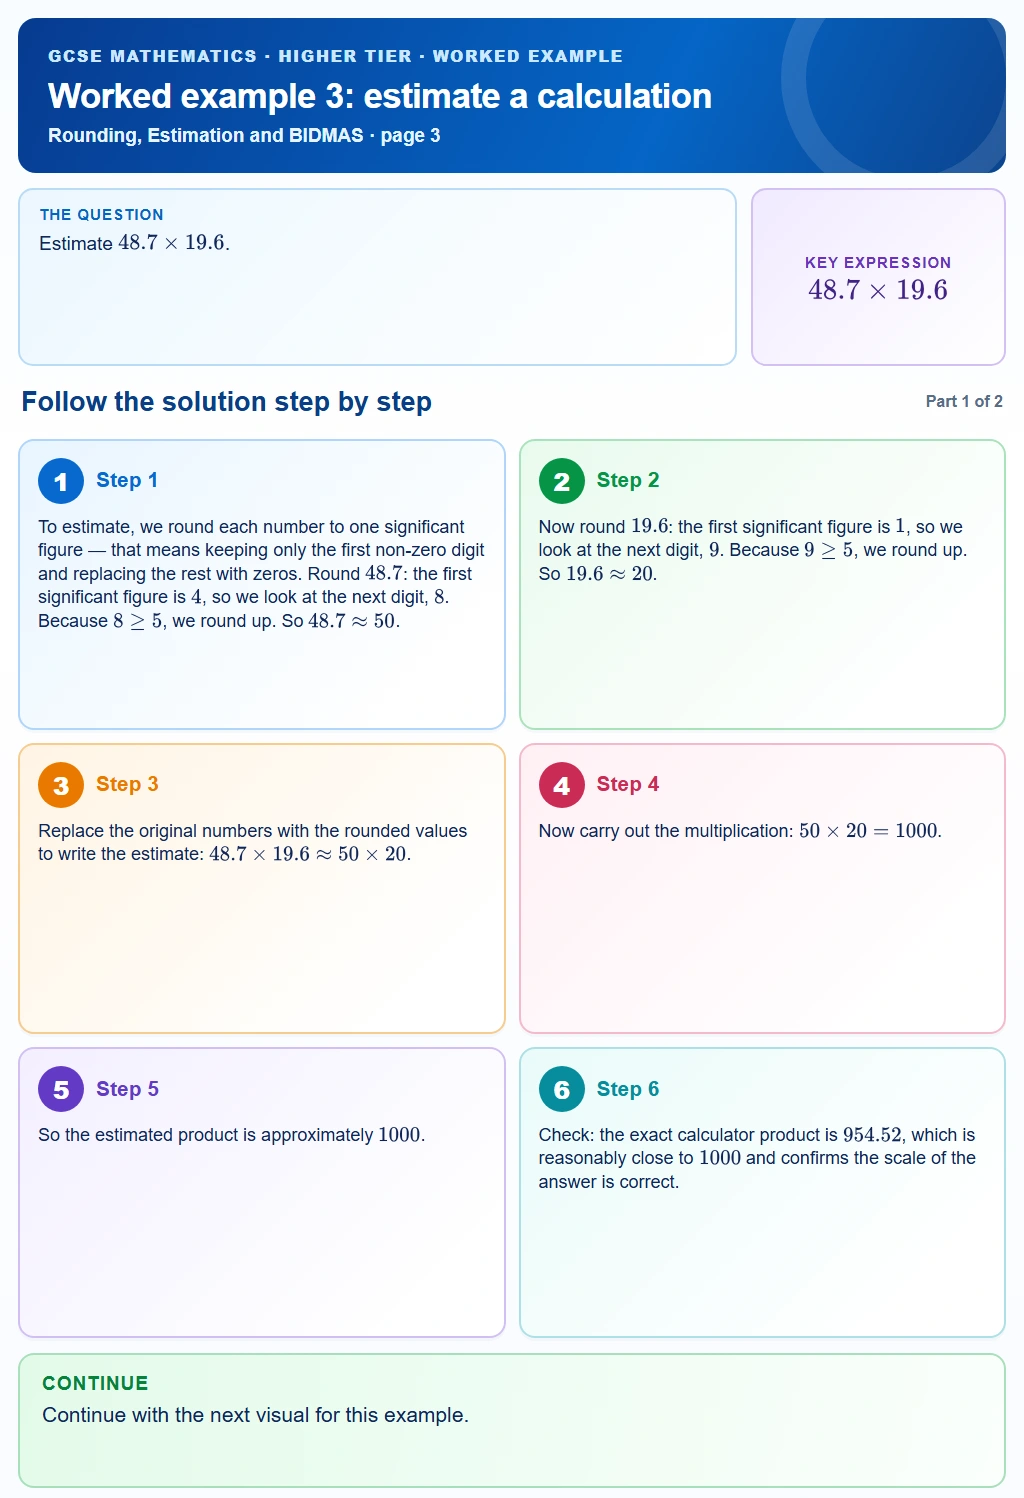 GCSE MATHEMATICS · HIGHER TIER · WORKED EXAMPLE
Worked example 3: estimate a calculation
Rounding, Estimation and BIDMAS · page 3
THE QUESTION
Estimate 48.7 × 19.6.
KEY EXPRESSION
48.7 × 19.6
Follow the solution step by step
Part 1 of 2
1 Step 1
To estimate, we round each number to one significant
figure — that means keeping only the first non-zero digit
and replacing the rest with zeros. Round 48.7: the first
significant figure is 4, so we look at the next digit, 8.
Because 8 ≥ 5, we round up. So 48.7 ≈ 50.
2 Step 2
Now round 19.6: the first significant figure is 1, so we
look at the next digit, 9. Because 9 ≥ 5, we round up.
So 19.6 ≈ 20.
3 Step 3
Replace the original numbers with the rounded values
to write the estimate: 48.7 × 19.6 ≈ 50 × 20.
4 Step 4
Now carry out the multiplication: 50 × 20 = 1000.
5 Step 5
So the estimated product is approximately 1000.
6 Step 6
Check: the exact calculator product is 954.52, which is
reasonably close to 1000 and confirms the scale of the
answer is correct.
CONTINUE
Continue with the next visual for this example.